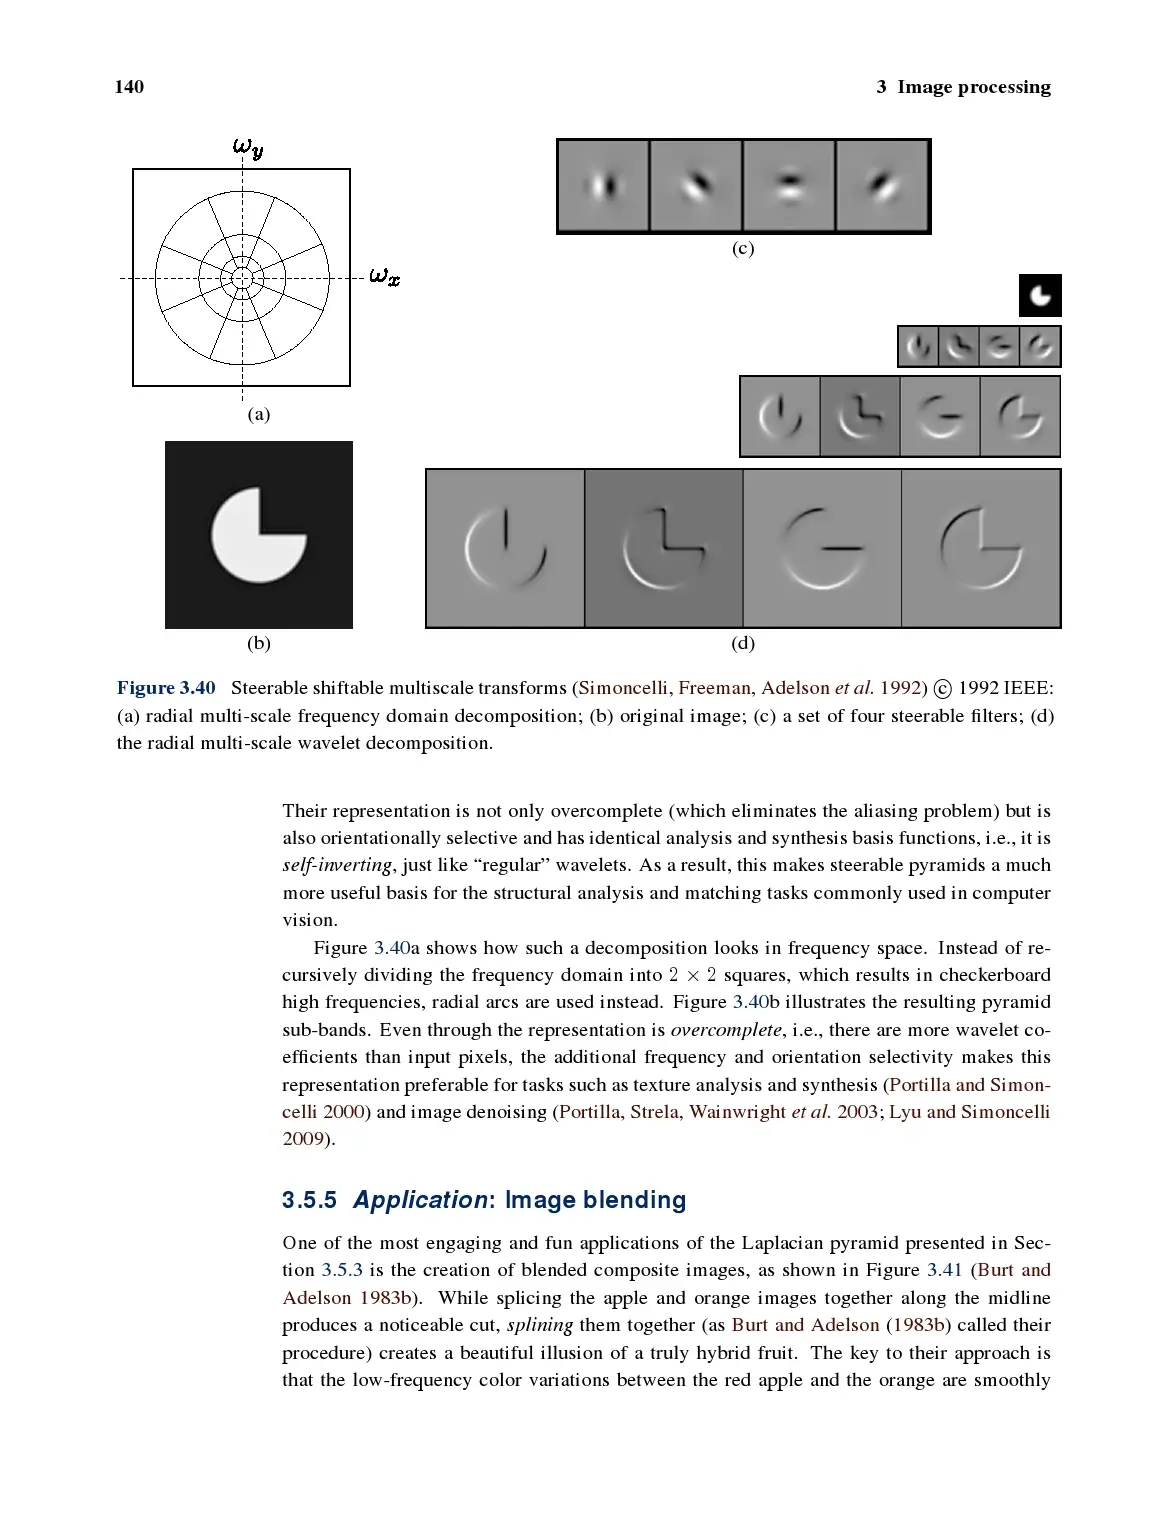 140
3 Image processing
ωy
ωx
(a)
(b)
(c)
(d)
Figure 3.40 Steerable shiftable multiscale transforms (Simoncelli, Freeman, Adelson et al. 1992) © 1992 IEEE:
(a) radial multi-scale frequency domain decomposition; (b) original image; (c) a set of four steerable filters; (d)
the radial multi-scale wavelet decomposition.
Their representation is not only overcomplete (which eliminates the aliasing problem) but is
also orientationally selective and has identical analysis and synthesis basis functions, i.e., it is
self-inverting, just like “regular” wavelets. As a result, this makes steerable pyramids a much
more useful basis for the structural analysis and matching tasks commonly used in computer
vision.
Figure 3.40a shows how such a decomposition looks in frequency space. Instead of re-
cursively dividing the frequency domain into 2 × 2 squares, which results in checkerboard
high frequencies, radial arcs are used instead. Figure 3.40b illustrates the resulting pyramid
sub-bands. Even through the representation is overcomplete, i.e., there are more wavelet co-
efficients than input pixels, the additional frequency and orientation selectivity makes this
representation preferable for tasks such as texture analysis and synthesis (Portilla and Simon-
celli 2000) and image denoising (Portilla, Strela, Wainwright et al. 2003; Lyu and Simoncelli
2009).
3.5.5 Application: Image blending
One of the most engaging and fun applications of the Laplacian pyramid presented in Sec-
tion 3.5.3 is the creation of blended composite images, as shown in Figure 3.41 (Burt and
Adelson 1983b). While splicing the apple and orange images together along the midline
produces a noticeable cut, splining them together (as Burt and Adelson (1983b) called their
procedure) creates a beautiful illusion of a truly hybrid fruit. The key to their approach is
that the low-frequency color variations between the red apple and the orange are smoothly